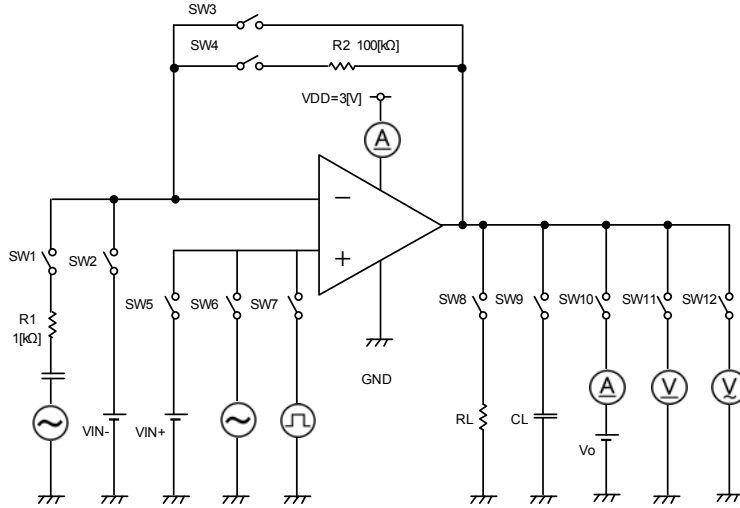 SW3
SW4
R2 100[kΩ]
VDD=3[V]
A
−
+
SW1
SW2
SW5
SW6
SW7
SW8
SW9
SW10
SW11
SW12
R1
1[kΩ]
GND
A
V
V
VIN-
VIN+
RL
CL
Vo